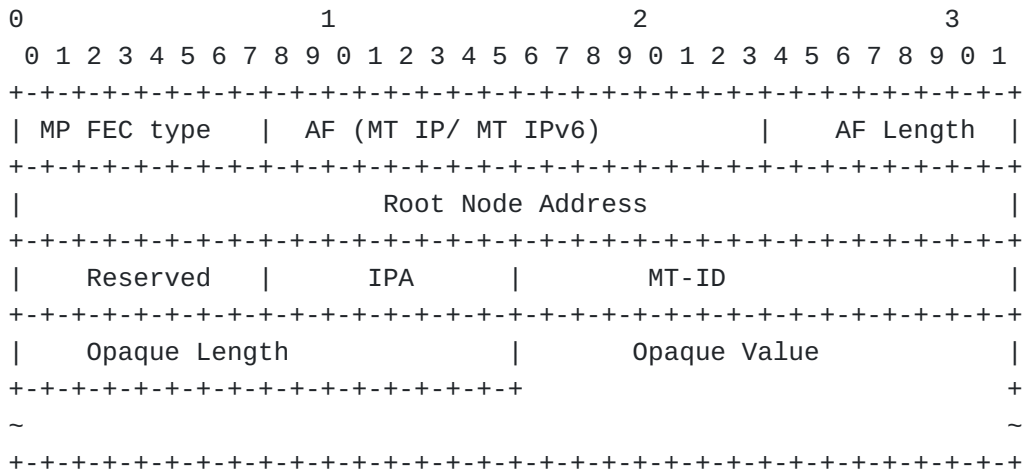 0                   1                   2                   3
 0 1 2 3 4 5 6 7 8 9 0 1 2 3 4 5 6 7 8 9 0 1 2 3 4 5 6 7 8 9 0 1
+-+-+-+-+-+-+-+-+-+-+-+-+-+-+-+-+-+-+-+-+-+-+-+-+-+-+-+-+-+-+-+-+
| MP FEC type   |  AF (MT IP/ MT IPv6)          |    AF Length  |
+-+-+-+-+-+-+-+-+-+-+-+-+-+-+-+-+-+-+-+-+-+-+-+-+-+-+-+-+-+-+-+-+
|                       Root Node Address                       |
+-+-+-+-+-+-+-+-+-+-+-+-+-+-+-+-+-+-+-+-+-+-+-+-+-+-+-+-+-+-+-+-+
|    Reserved   |      IPA      |        MT-ID                  |
+-+-+-+-+-+-+-+-+-+-+-+-+-+-+-+-+-+-+-+-+-+-+-+-+-+-+-+-+-+-+-+-+
|    Opaque Length              |       Opaque Value            |
+-+-+-+-+-+-+-+-+-+-+-+-+-+-+-+-+                               +
~                                                               ~
+-+-+-+-+-+-+-+-+-+-+-+-+-+-+-+-+-+-+-+-+-+-+-+-+-+-+-+-+-+-+-+-+